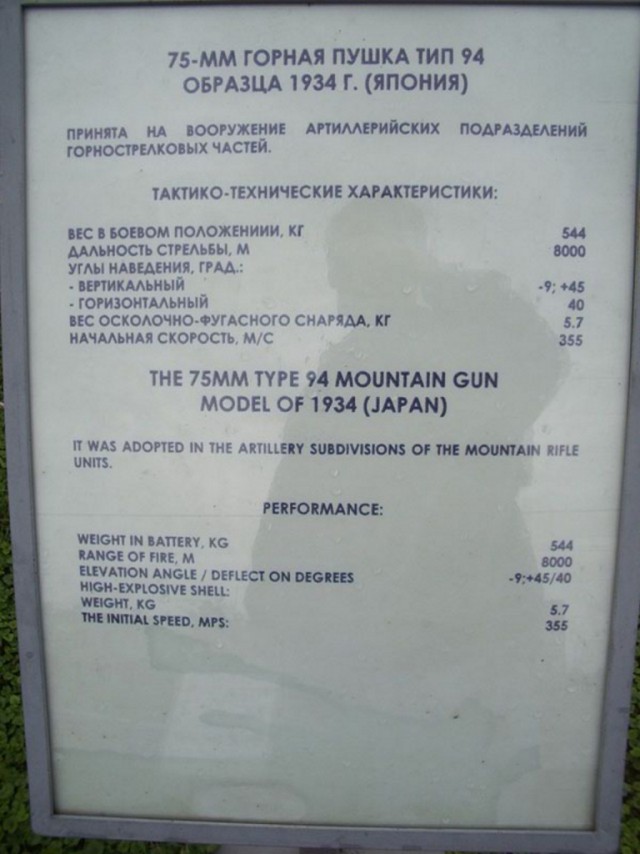 75-ММ ГОРНАЯ ПУШКА ТИП 94
ОБРАЗЦА 1934 Г. (ЯПОНИЯ)
ПРИНЯТА НА ВООРУЖЕНИЕ АРТИЛЛЕРИЙСКИХ ПОДРАЗДЕЛЕНИЙ
ГОРНОСТРЕЛКОВЫХ ЧАСТЕЙ.
ТАКТИКО-ТЕХНИЧЕСКИЕ ХАРАКТЕРИСТИКИ:
ВЕС В БОЕВОМ ПОЛОЖЕНИИИ, КГ 544
ДАЛЬНОСТЬ СТРЕЛЬБЫ, М 8000
УГЛЫ НАВЕДЕНИЯ, ГРАД.:
- ВЕРТИКАЛЬНЫЙ -9; +45
- ГОРИЗОНТАЛЬНЫЙ 40
ВЕС ОСКОЛОЧНО-ФУГАСНОГО СНАРЯДА, КГ 5.7
НАЧАЛЬНАЯ СКОРОСТЬ, М/С 355
THE 75MM TYPE 94 MOUNTAIN GUN
MODEL OF 1934 (JAPAN)
IT WAS ADOPTED IN THE ARTILLERY SUBDIVISIONS OF THE MOUNTAIN RIFLE
UNITS.
PERFORMANCE:
WEIGHT IN BATTERY, KG 544
RANGE OF FIRE, M 8000
ELEVATION ANGLE / DEFLECT ON DEGREES -9;+45/40
HIGH-EXPLOSIVE SHELL:
WEIGHT, KG 5.7
THE INITIAL SPEED, MPS: 355